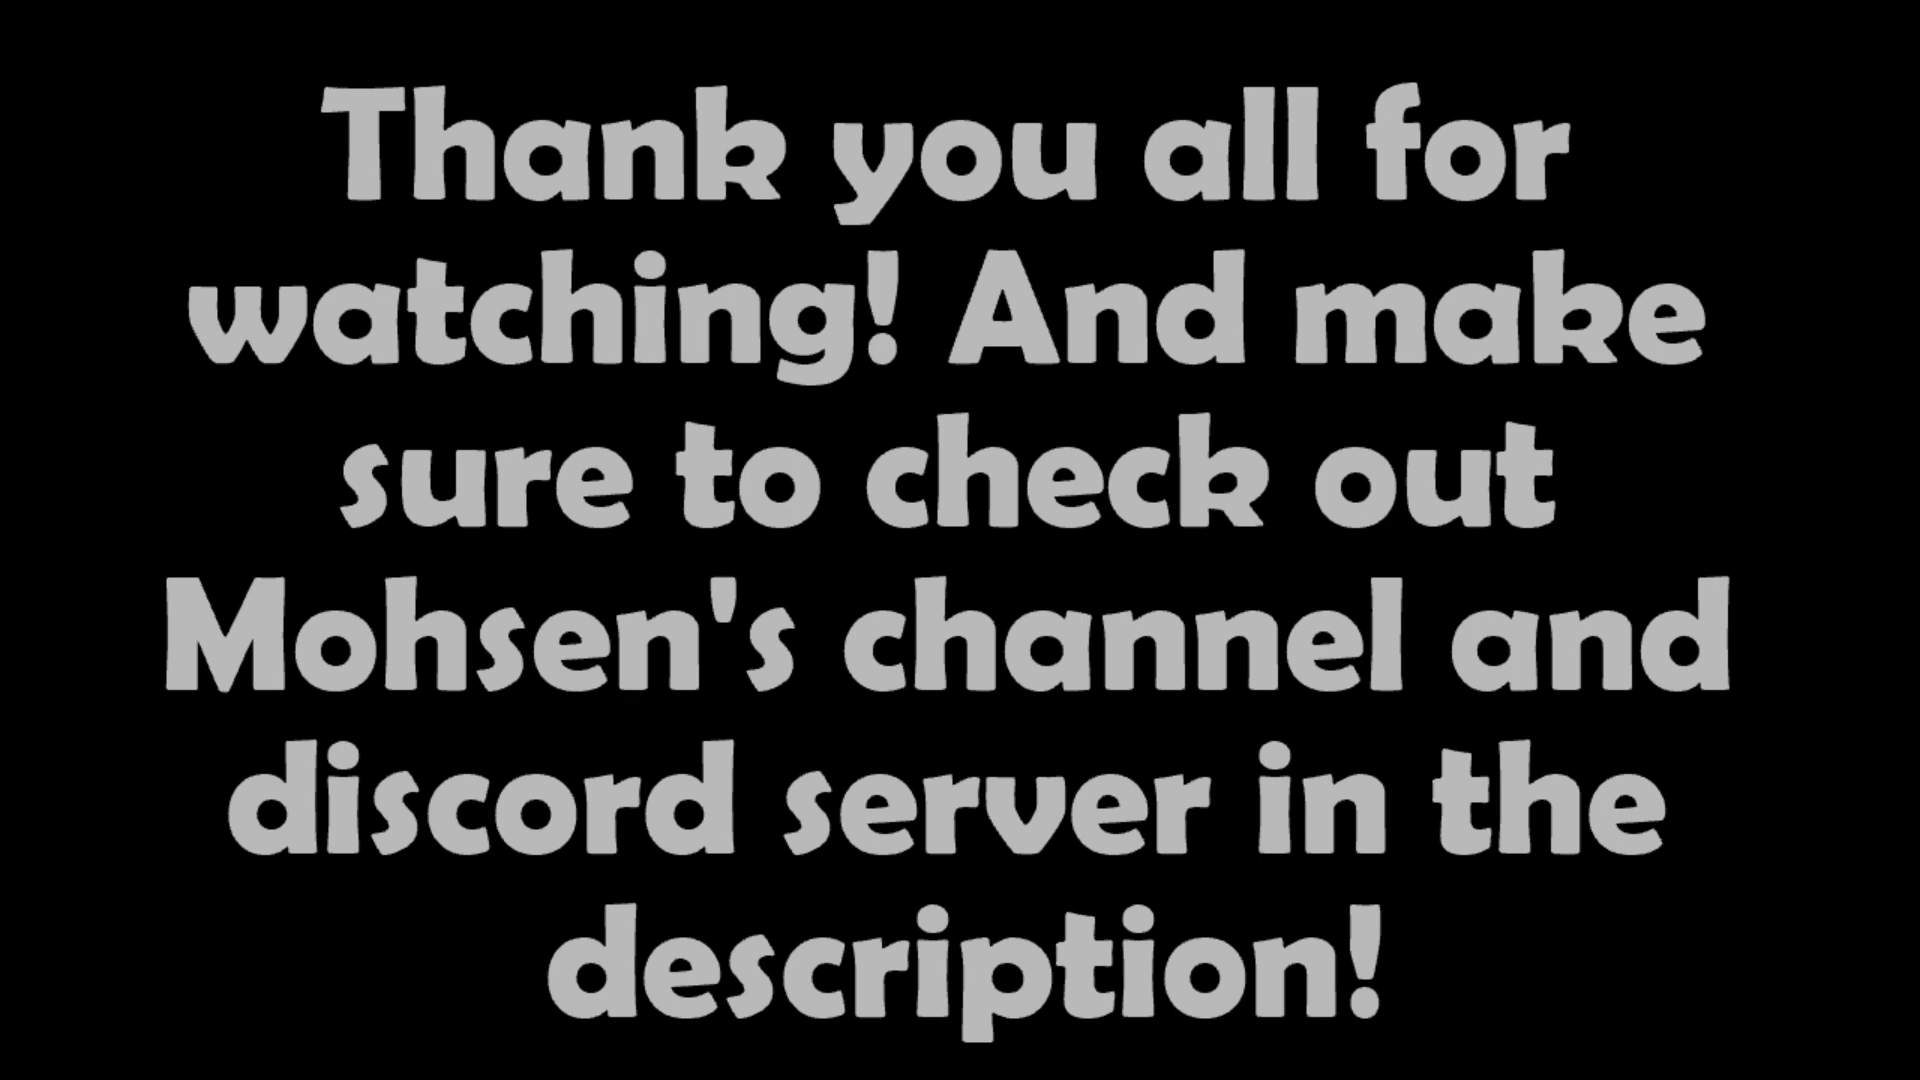 Thank you all for
watching! And make
sure to check out
Mohsen's channel and
discord server in the
description!